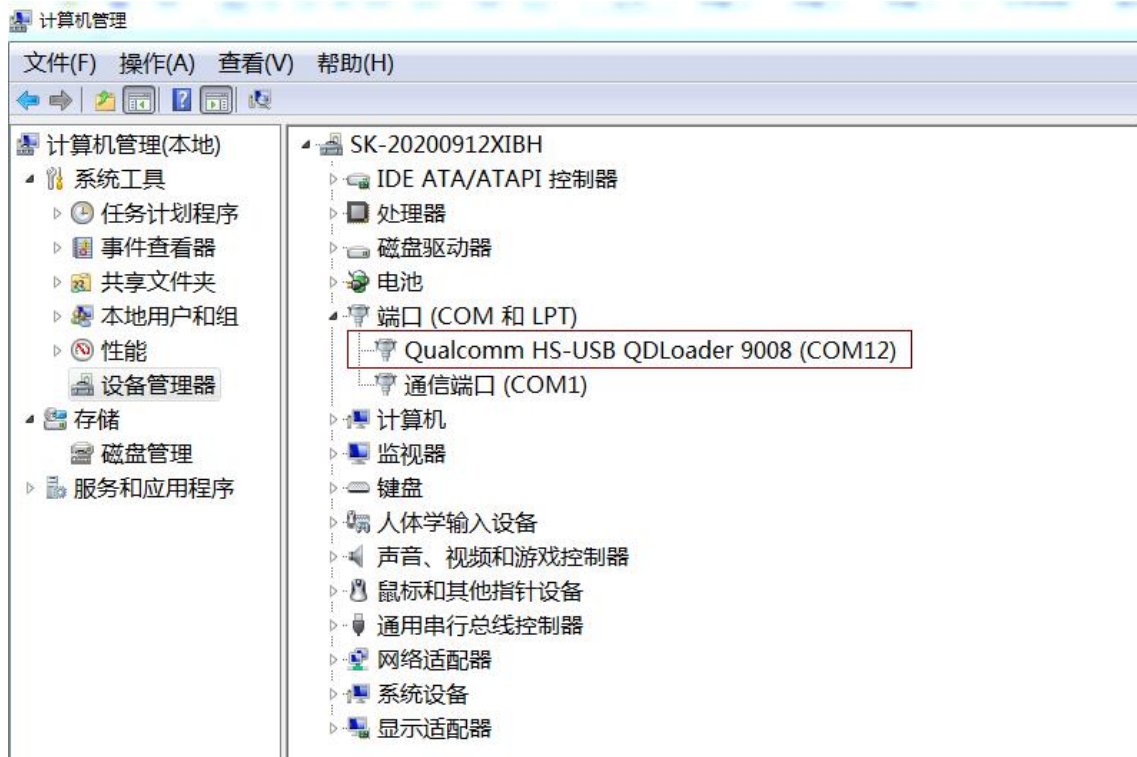 计算机管理
文件(F) 操作(A) 查看(V) 帮助(H)
计算机管理(本地)
系统工具
任务计划程序
事件查看器
共享文件夹
本地用户和组
性能
设备管理器
存储
磁盘管理
服务和应用程序
SK-20200912XIBH
IDE ATA/ATAPI 控制器
处理器
磁盘驱动器
电池
端口 (COM 和 LPT)
Qualcomm HS-USB QDLoader 9008 (COM12)
通信端口 (COM1)
计算机
监视器
键盘
人体学输入设备
声音、视频和游戏控制器
鼠标和其他指针设备
通用串行总线控制器
网络适配器
系统设备
显示适配器